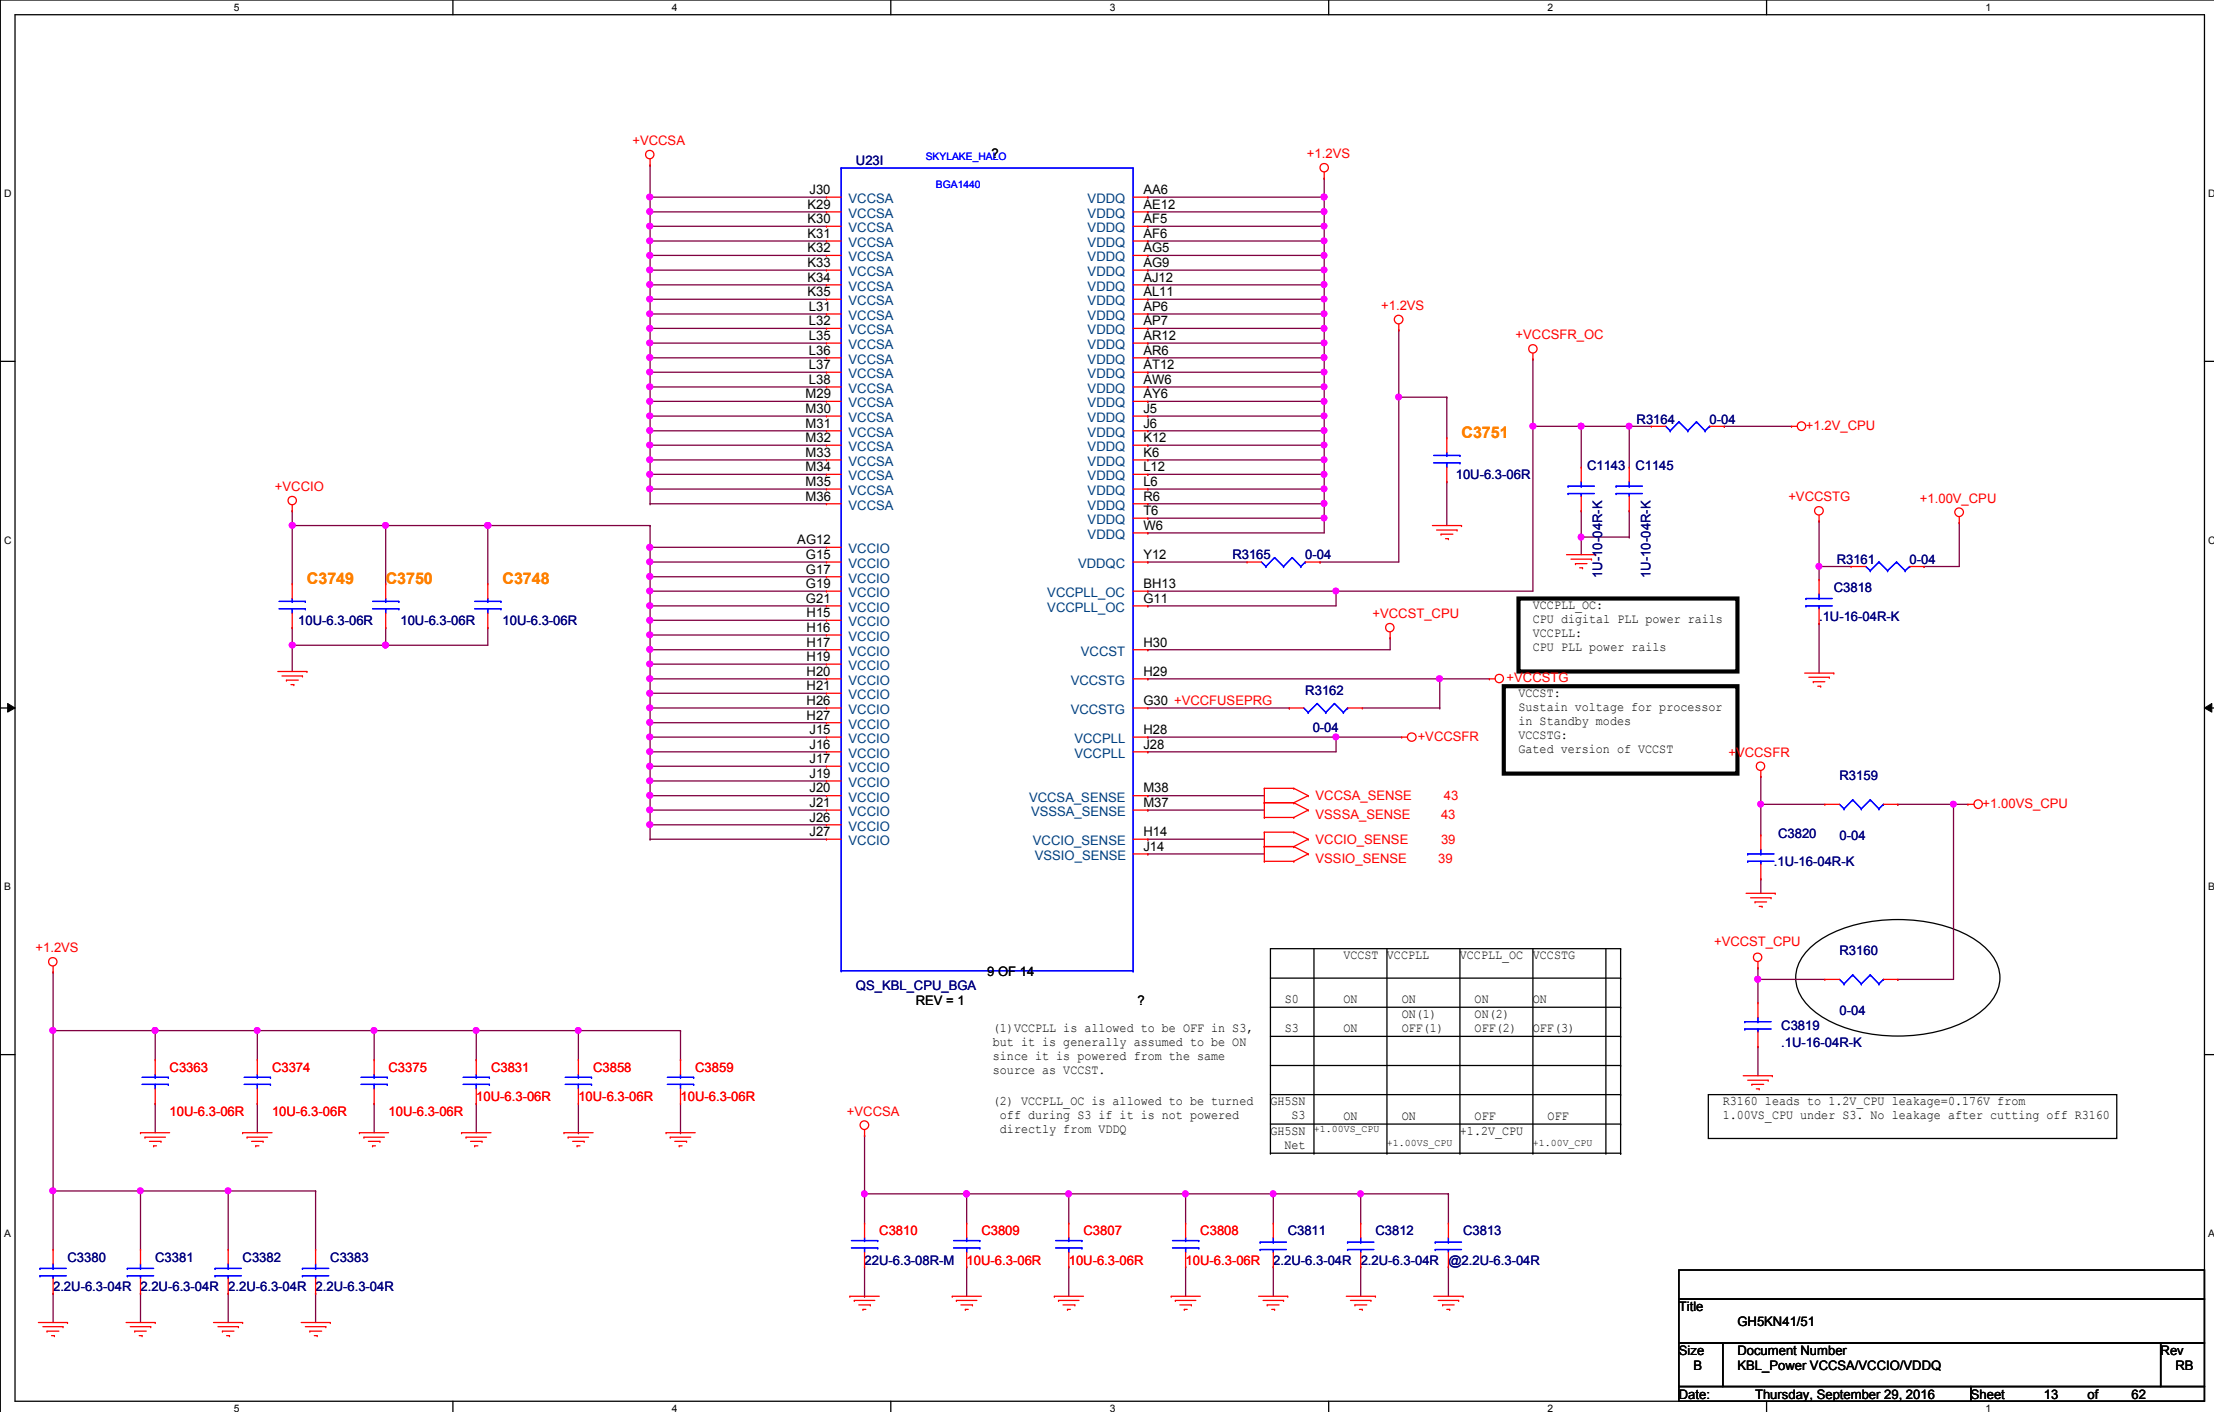 5 4 3 2 1
D D
C C
B B
A A
+VCCSA
U23I
SKYLAKE_HALO
?
BGA1440
+1.2VS
J30 VCCSA
K29 VCCSA
K30 VCCSA
K31 VCCSA
K32 VCCSA
K33 VCCSA
K34 VCCSA
K35 VCCSA
L31 VCCSA
L32 VCCSA
L35 VCCSA
L36 VCCSA
L37 VCCSA
L38 VCCSA
M29 VCCSA
M30 VCCSA
M31 VCCSA
M32 VCCSA
M33 VCCSA
M34 VCCSA
M35 VCCSA
M36 VCCSA
AG12 VCCIO
G15 VCCIO
G17 VCCIO
G19 VCCIO
G21 VCCIO
H15 VCCIO
H16 VCCIO
H17 VCCIO
H19 VCCIO
H20 VCCIO
H21 VCCIO
H26 VCCIO
H27 VCCIO
J15 VCCIO
J16 VCCIO
J17 VCCIO
J19 VCCIO
J20 VCCIO
J21 VCCIO
J26 VCCIO
J27 VCCIO
VDDQ AA6
VDDQ AE12
VDDQ AF5
VDDQ AF6
VDDQ AG5
VDDQ AG9
VDDQ AJ12
VDDQ AL11
VDDQ AP6
VDDQ AP7
VDDQ AR12
VDDQ AR6
VDDQ AT12
VDDQ AW6
VDDQ AY6
VDDQ J5
VDDQ J6
VDDQ K12
VDDQ K6
VDDQ L12
VDDQ L6
VDDQ R6
VDDQ T6
VDDQ W6
VDDQC Y12
VCCPLL_OC BH13
VCCPLL_OC G11
VCCST H30
VCCSTG H29
VCCSTG G30 +VCCFUSEPRG
VCCPLL H28
VCCPLL J28
VCCSA_SENSE M38 VCCSA_SENSE 43
VSSSA_SENSE M37 VSSSA_SENSE 43
VCCIO_SENSE H14 VCCIO_SENSE 39
VSSIO_SENSE J14 VSSIO_SENSE 39
9 OF 14
QS_KBL_CPU_BGA
REV = 1
?
+VCCIO
C3749 C3750 C3748
10U-6.3-06R 10U-6.3-06R 10U-6.3-06R
+1.2VS
C3751
10U-6.3-06R
R3165 0-04
+VCCSFR_OC
R3164 0-04 +1.2V_CPU
C1143 C1145
1U-10-04R-K 1U-10-04R-K
+VCCST_CPU
+VCCSTG
R3162
0-04
+VCCSFR
VCCPLL_OC:
CPU digital PLL power rails
VCCPLL:
CPU PLL power rails
VCCST:
Sustain voltage for processor
in Standby modes
VCCSTG:
Gated version of VCCST
+VCCSTG +1.00V_CPU
R3161 0-04
C3818
.1U-16-04R-K
+VCCSFR
R3159
+1.00VS_CPU
C3820 0-04
.1U-16-04R-K
+VCCST_CPU
R3160
0-04
C3819
.1U-16-04R-K
R3160 leads to 1.2V_CPU leakage=0.176V from
1.00VS_CPU under S3. No leakage after cutting off R3160
+1.2VS
C3363 C3374 C3375 C3831 C3858 C3859
10U-6.3-06R 10U-6.3-06R 10U-6.3-06R 10U-6.3-06R 10U-6.3-06R 10U-6.3-06R
C3380 C3381 C3382 C3383
2.2U-6.3-04R 2.2U-6.3-04R 2.2U-6.3-04R 2.2U-6.3-04R
(1)VCCPLL is allowed to be OFF in S3,
but it is generally assumed to be ON
since it is powered from the same
source as VCCST.
(2) VCCPLL_OC is allowed to be turned
off during S3 if it is not powered
directly from VDDQ
VCCST VCCPLL VCCPLL_OC VCCSTG
S0 ON ON ON ON
ON(1) ON(2)
S3 ON OFF(1) OFF(2) OFF(3)
GH5SN
S3 ON ON OFF OFF
GH5SN +1.00VS_CPU +1.2V_CPU
Net +1.00VS_CPU +1.00V_CPU
+VCCSA
C3810 C3809 C3807 C3808 C3811 C3812 C3813
22U-6.3-08R-M 10U-6.3-06R 10U-6.3-06R 10U-6.3-06R 2.2U-6.3-04R 2.2U-6.3-04R @2.2U-6.3-04R
Title
GH5KN41/51
Size Document Number Rev
B KBL_Power VCCSA/VCCIO/VDDQ RB
Date: Thursday, September 29, 2016 Sheet 13 of 62
5 4 3 2 1